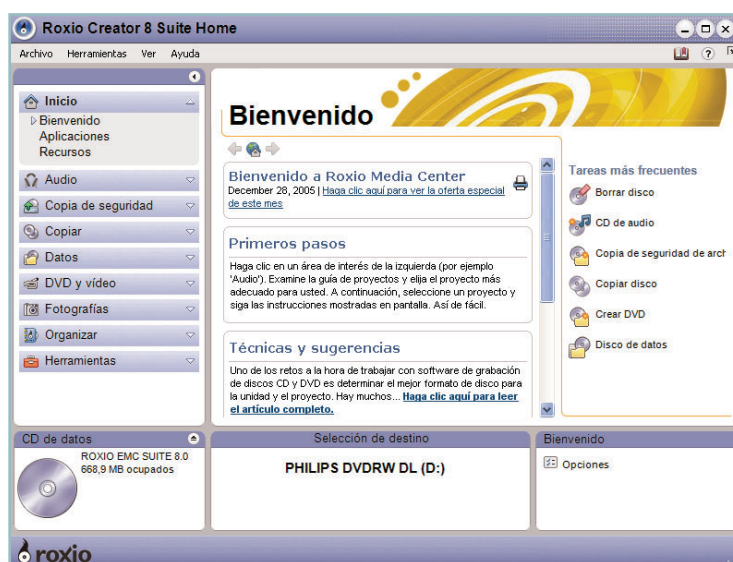 Roxio Creator 8 Suite Home
Archivo Herramientas Ver Ayuda
Inicio
Bienvenido
Aplicaciones
Recursos
Audio
Copia de seguridad
Copiar
Datos
DVD y vídeo
Fotografías
Organizar
Herramientas
Bienvenido
Bienvenido a Roxio Media Center
December 28, 2005 | Haga clic aquí para ver la oferta especial
de este mes
Primeros pasos
Haga clic en un área de interés de la izquierda (por ejemplo
'Audio'). Examine la guía de proyectos y elija el proyecto más
adecuado para usted. A continuación, seleccione un proyecto y
siga las instrucciones mostradas en pantalla. Así de fácil.
Técnicas y sugerencias
Uno de los retos a la hora de trabajar con software de grabación
de discos CD y DVD es determinar el mejor formato de disco para
la unidad y el proyecto. Hay muchos... Haga clic aquí para leer
el artículo completo.
Tareas más frecuentes
Borrar disco
CD de audio
Copia de seguridad de arch
Copiar disco
Crear DVD
Disco de datos
CD de datos
ROXIO EMC SUITE 8.0
668,9 MB ocupados
Selección de destino
PHILIPS DVDRW DL (D:)
Bienvenido
Opciones
roxio